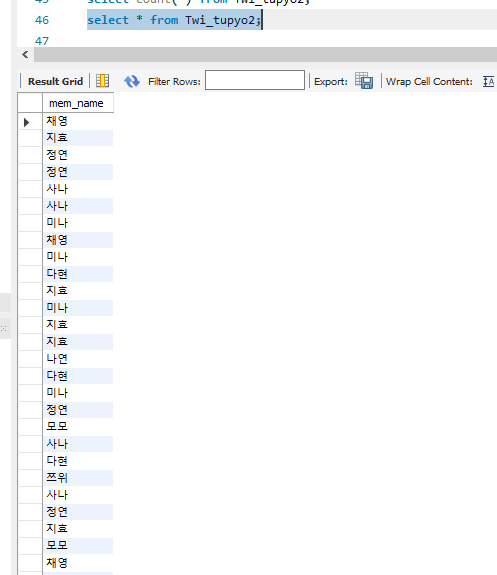 45 select count(*) from Twi_tupyo2;
46 select * from Twi_tupyo2;
47
Result Grid Filter Rows: Export: Wrap Cell Content:
mem_name
채영
지효
정연
정연
사나
사나
미나
채영
미나
다현
지효
미나
지효
지효
나연
다현
미나
정연
모모
사나
다현
쯔위
사나
정연
지효
모모
채영